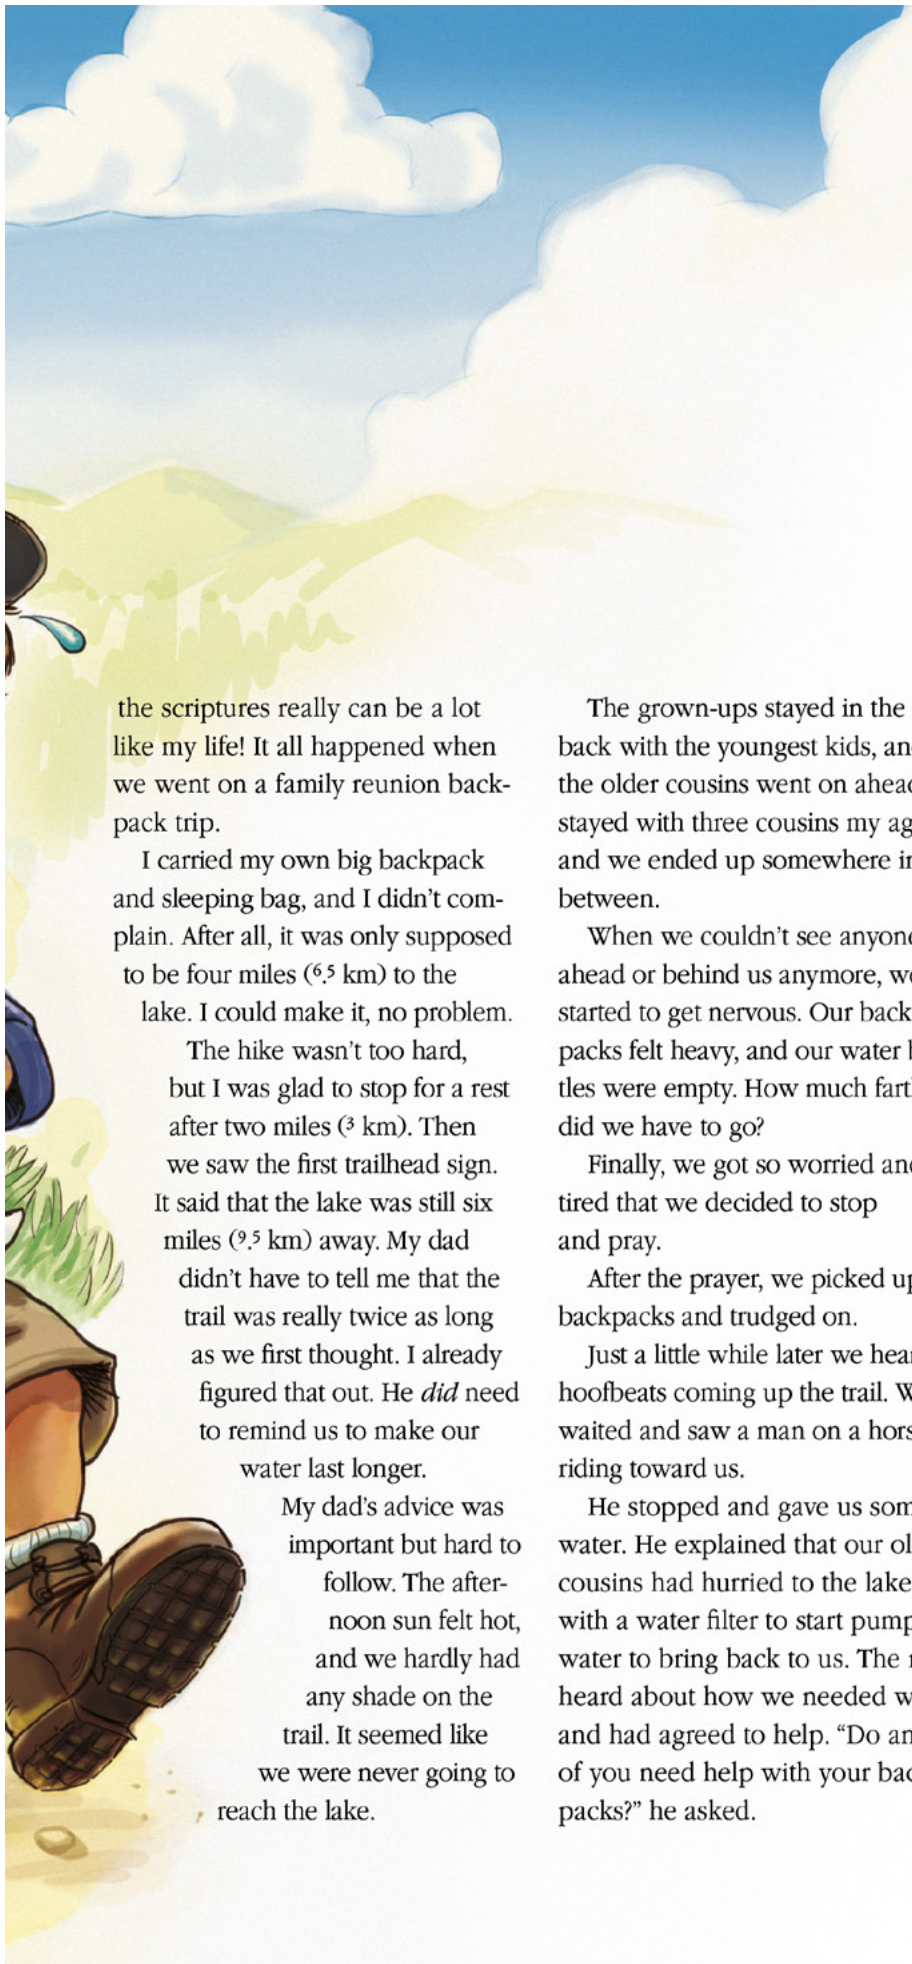 the scriptures really can be a lot
like my life! It all happened when
we went on a family reunion back-
pack trip.
I carried my own big backpack
and sleeping bag, and I didn't com-
plain. After all, it was only supposed
to be four miles (6.5 km) to the
lake. I could make it, no problem.
The hike wasn't too hard,
but I was glad to stop for a rest
after two miles (3 km). Then
we saw the first trailhead sign.
It said that the lake was still six
miles (9.5 km) away. My dad
didn't have to tell me that the
trail was really twice as long
as we first thought. I already
figured that out. He did need
to remind us to make our
water last longer.
My dad's advice was
important but hard to
follow. The after-
noon sun felt hot,
and we hardly had
any shade on the
trail. It seemed like
we were never going to
reach the lake.
The grown-ups stayed in the
back with the youngest kids, and
the older cousins went on ahead
stayed with three cousins my
and we ended up somewhere in
between.
When we couldn't see anyone
ahead or behind us anymore, we
started to get nervous. Our back
packs felt heavy, and our water
tles were empty. How much
did we have to go?
Finally, we got so worried and
tired that we decided to stop
and pray.
After the prayer, we picked up
backpacks and trudged on.
Just a little while later we
hoofbeats coming up the trail.
waited and saw a man on a
riding toward us.
He stopped and gave us
water. He explained that our
cousins had hurried to the lake
with a water filter to start
water to bring back to us. The
heard about how we needed
and had agreed to help. "Do
of you need help with your
packs?" he asked.